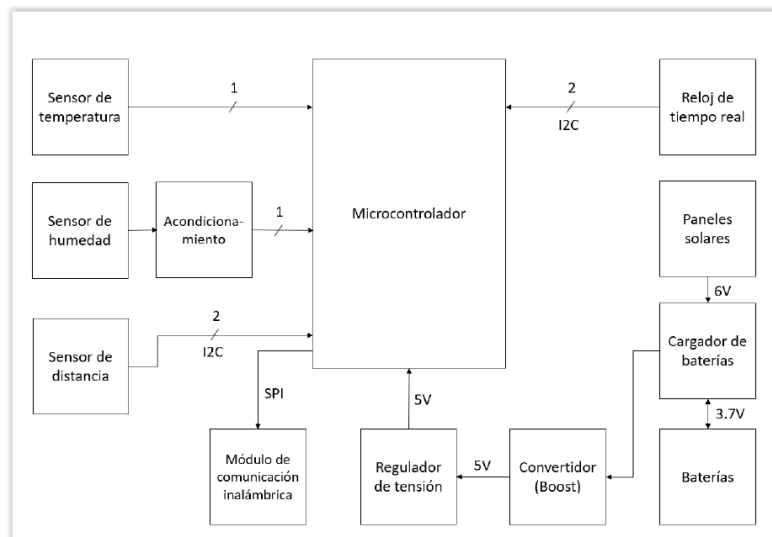 Sensor de
temperatura
1
Microcontrolador
2
I2C
Reloj de
tiempo real
Sensor de
humedad
Acondiciona-
miento
1
Paneles
solares
6V
Sensor de
distancia
2
I2C
Cargador de
baterías
SPI
5V
3.7V
Módulo de
comunicación
inalámbrica
Regulador
de tensión
5V
Convertidor
(Boost)
Baterías